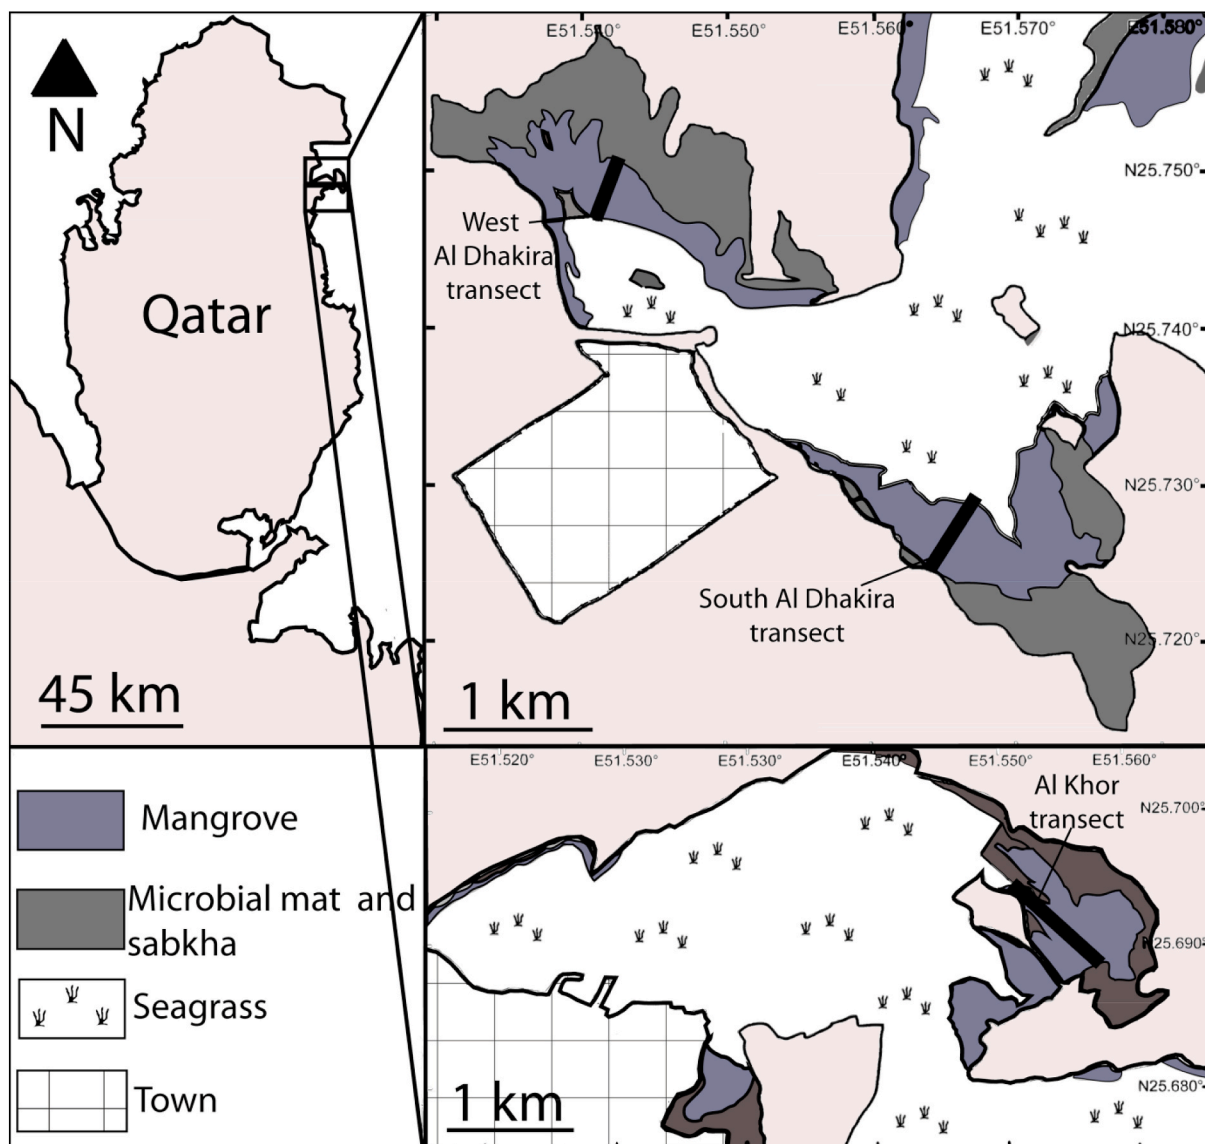 N
Qatar
45 km
E51.540° E51.550° E51.560° E51.570° E51.580°
N25.750°
West
Al Dhakira
transect
N25.740°
N25.730°
South Al Dhakira
transect
N25.720°
1 km
Mangrove
Microbial mat and
sabkha
Seagrass
Town
E51.520° E51.530° E51.530° E51.540° E51.550° E51.560°
Al Khor
transect
N25.700°
N25.690°
N25.680°
1 km